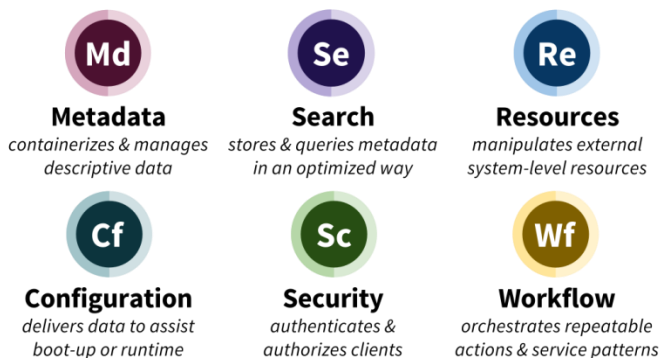 Md
Metadata
containerizes & manages
descriptive data
Se
Search
stores & queries metadata
in an optimized way
Re
Resources
manipulates external
system-level resources
Cf
Configuration
delivers data to assist
boot-up or runtime
Sc
Security
authenticates &
authorizes clients
Wf
Workflow
orchestrates repeatable
actions & service patterns